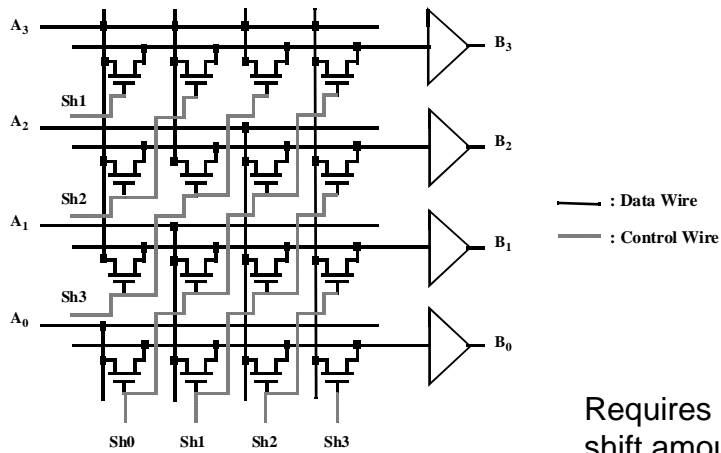 A3
B3
Sh1
A2
B2
Sh2
: Data Wire
A1
B1
: Control Wire
Sh3
A0
B0
Requires
shift amou
Sh0 Sh1 Sh2 Sh3